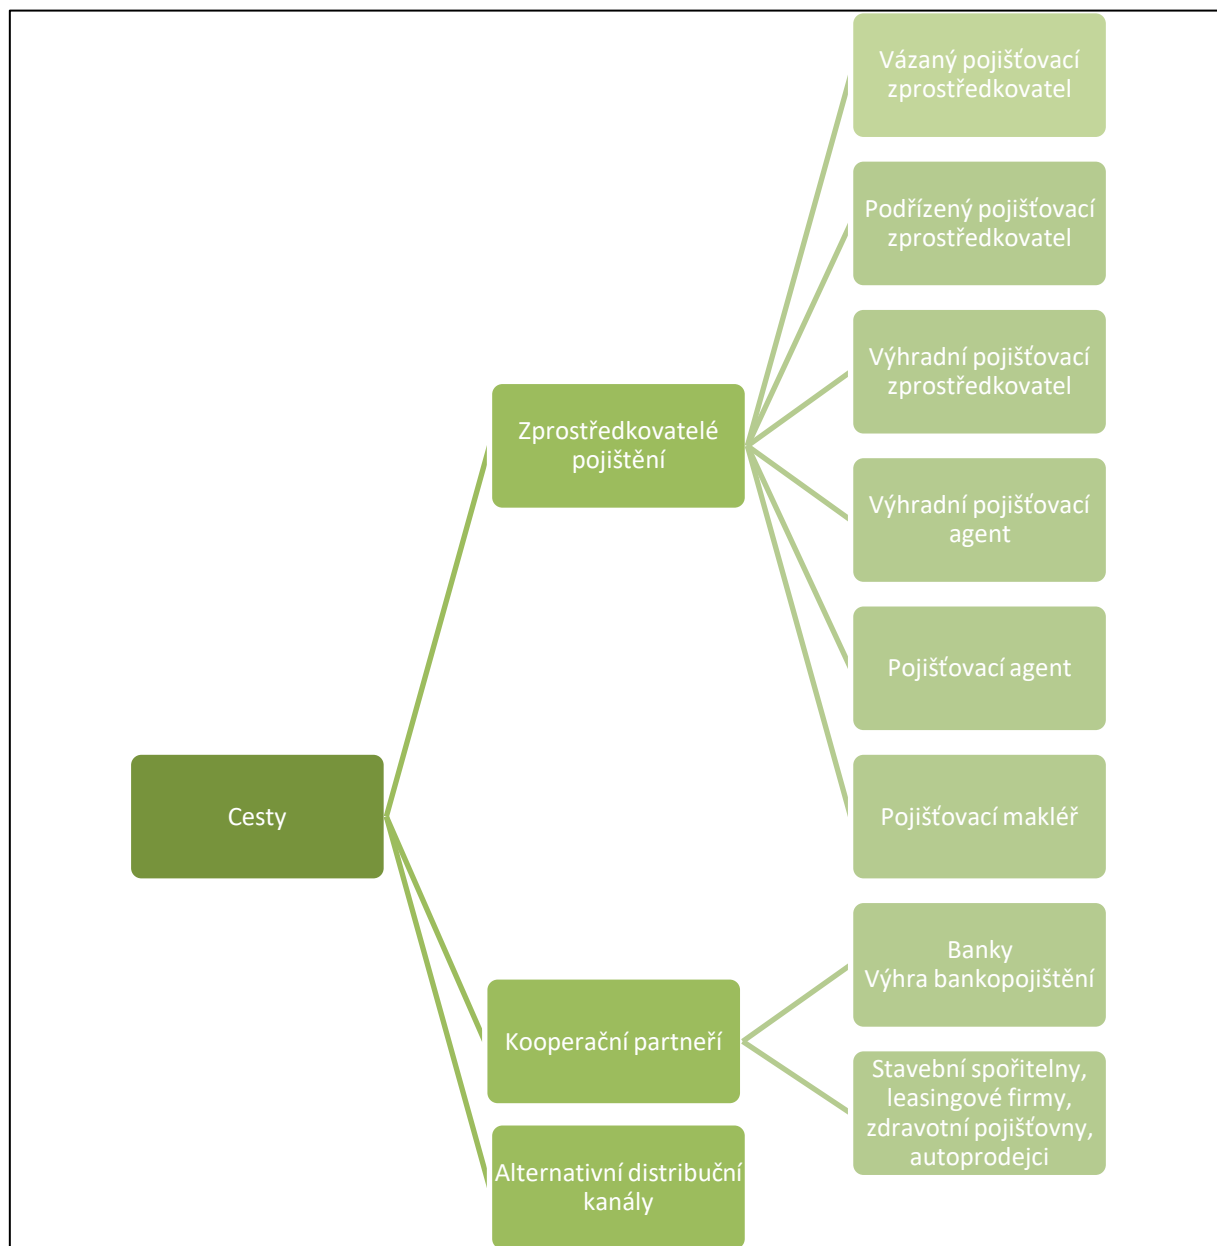 Cesty
Zprostředkovatelé
pojištění
Vázaný pojišťovací
zprostředkovatel
Podřízený pojišťovací
zprostředkovatel
Výhradní pojišťovací
zprostředkovatel
Výhradní pojišťovací
agent
Pojišťovací agent
Pojišťovací makléř
Kooperační partneří
Banky
Výhra bankopojištění
Stavební spořitelny,
leasingové firmy,
zdravotní pojišťovny,
autoprodejci
Alternativní distribuční
kanály